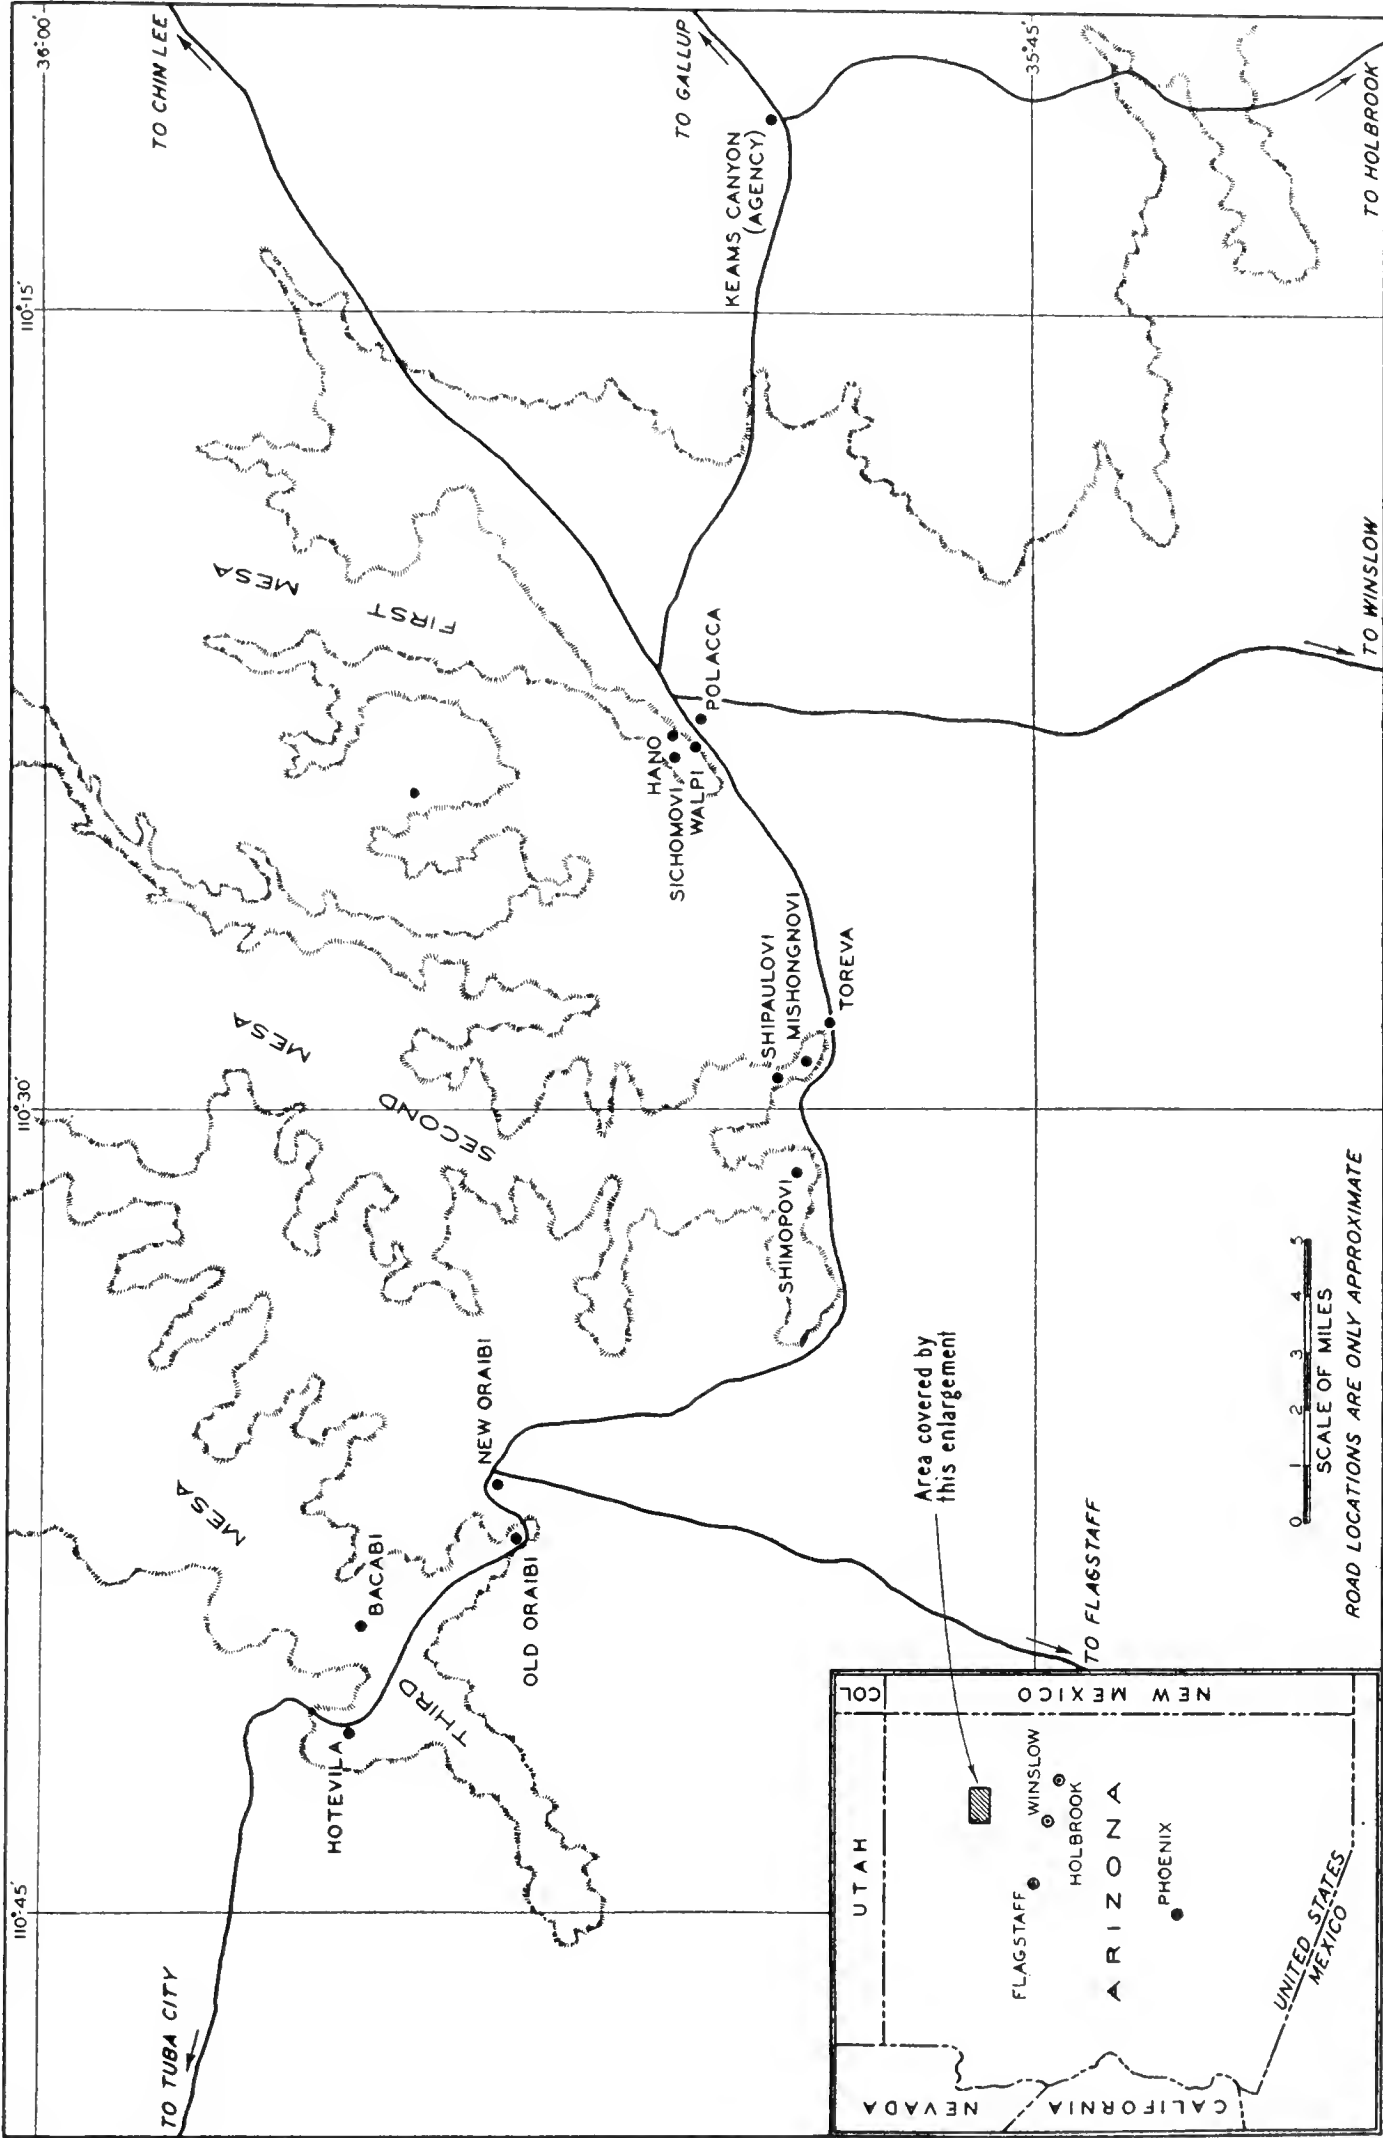 110°-45'
110°-30'
110°-15'
36°-00'
TO TUBA CITY
TO CHIN LEE
MESA
MESA
MESA
FIRST
SECOND
THIRD
HOTEVILA
BACABI
NEW ORAIBI
OLD ORAIBI
HANO
SICHOMOVI
WALPI
POLACCA
TO GALLUP
KEAMS CANYON
(AGENCY)
SHIPAULOVI
MISHONGNOVI
SHIMOPOVI
TOREVA
35°-45'
Area covered by
this enlargement
TO FLAGSTAFF
TO WINSLOW
TO HOLBROOK
0 1 2 3 4 5
SCALE OF MILES
ROAD LOCATIONS ARE ONLY APPROXIMATE
UTAH
COL
NEVADA
CALIFORNIA
NEW MEXICO
FLAGSTAFF
WINSLOW
HOLBROOK
ARIZONA
PHOENIX
UNITED STATES
MEXICO